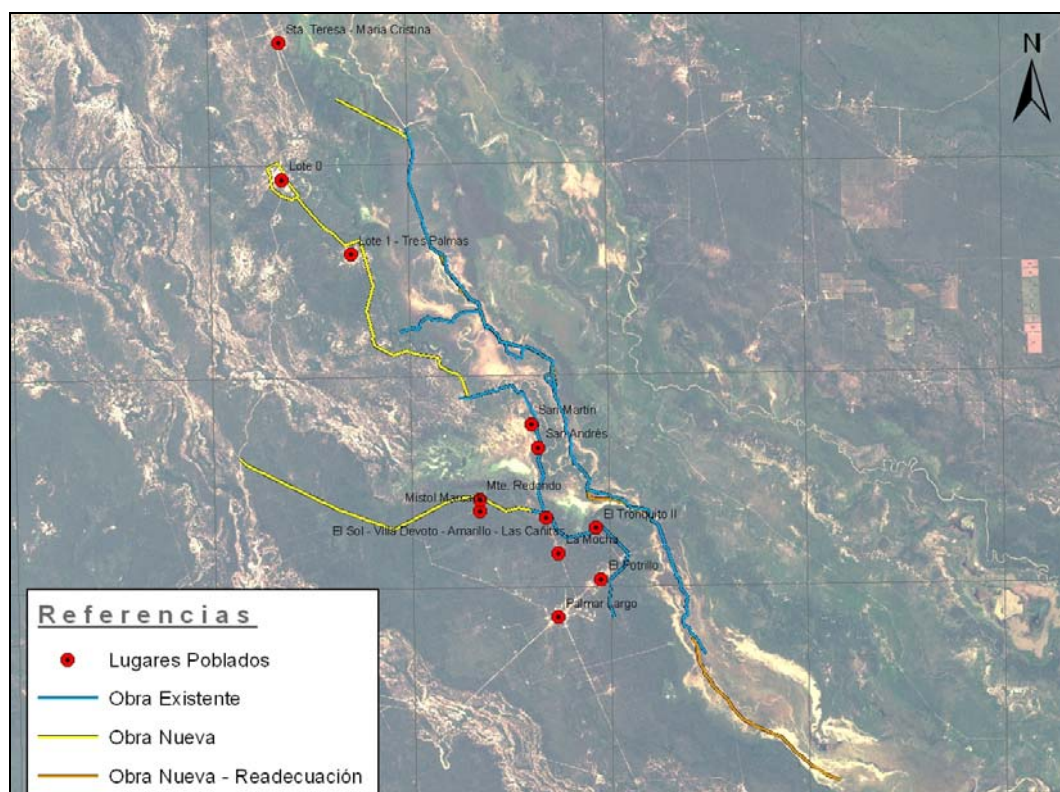 Sta. Teresa - Maria Cristina
N
Lote 0
Lote 1 - Tres Palmas
San Martín
San Andrés
Mte. Redondo
Mistol Marca
El Tronquito II
El Sol - Villa Devoto - Amarillo - Las Cañitas
La Mocha
El Potrillo
Palmar Largo
Referencias
Lugares Poblados
Obra Existente
Obra Nueva
Obra Nueva - Readecuación